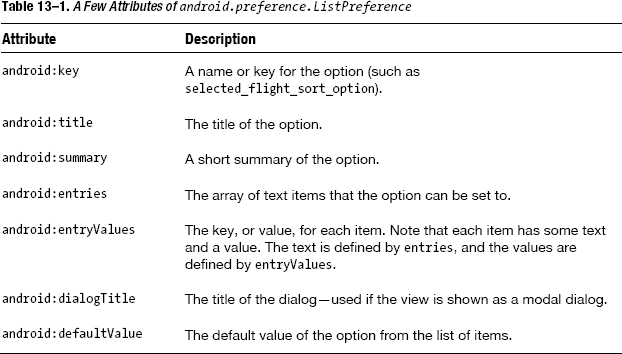 Table 13–1. A Few Attributes of android.preference.ListPreference
Attribute Description
android:key A name or key for the option (such as
selected_flight_sort_option).
android:title The title of the option.
android:summary A short summary of the option.
android:entries The array of text items that the option can be set to.
android:entryValues The key, or value, for each item. Note that each item has some text
and a value. The text is defined by entries, and the values are
defined by entryValues.
android:dialogTitle The title of the dialog—used if the view is shown as a modal dialog.
android:defaultValue The default value of the option from the list of items.